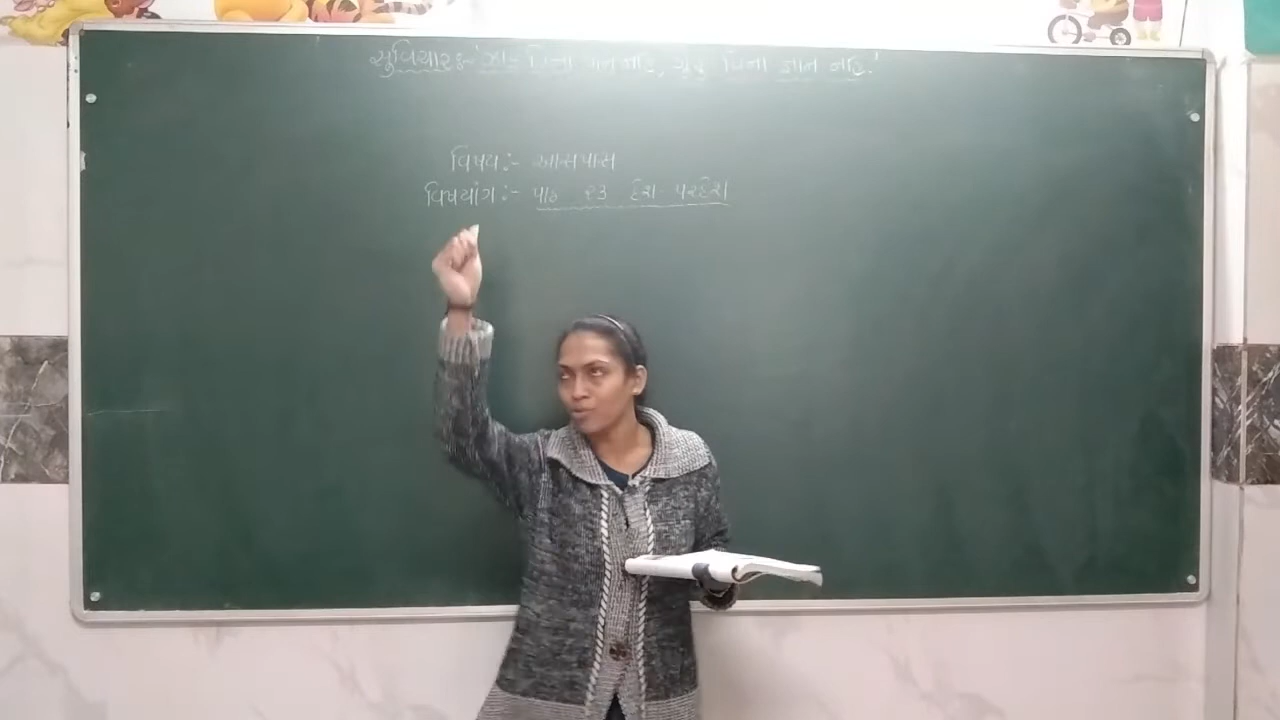 સુવિચાર:- 'ઝાડ વિના પાન નહિ, ગુરુ વિના જ્ઞાન નહિ.'
વિષય:- આસપાસ
વિષયાંગ:- પાઠ ૨૩ દેશ-પરદેશ